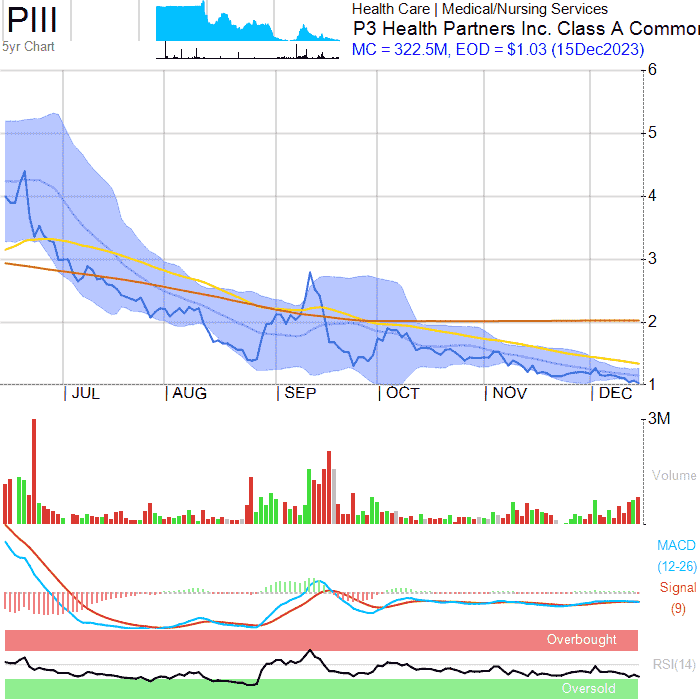 PIII
5yr Chart
Health Care | Medical/Nursing Services
P3 Health Partners Inc. Class A Commo
MC = 322.5M, EOD = $1.03 (15Dec2023)
6
5
4
3
2
1
JUL AUG SEP OCT NOV DEC
3M
Volume
MACD
(12-26)
Signal
(9)
Overbought
RSI(14)
Oversold